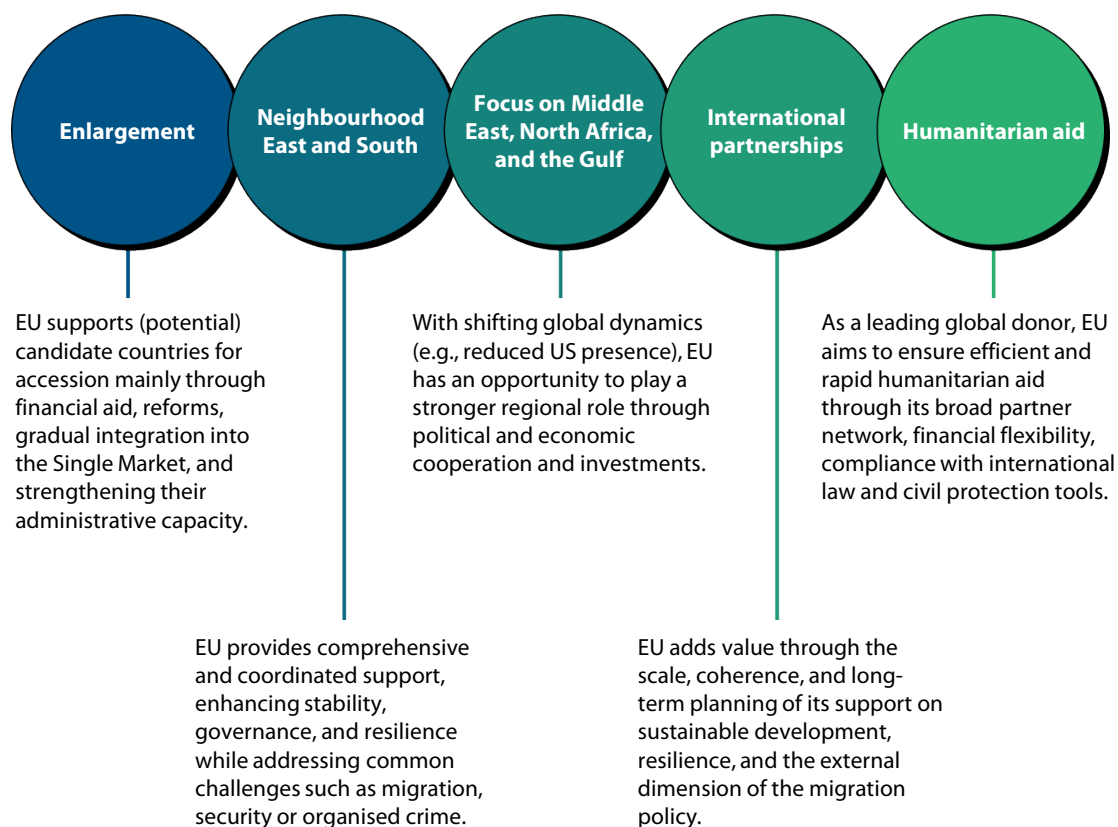 Enlargement
Neighbourhood
East and South
Focus on Middle
East, North Africa,
and the Gulf
International
partnerships
Humanitarian aid
EU supports (potential)
candidate countries for
accession mainly through
financial aid, reforms,
gradual integration into
the Single Market, and
strengthening their
administrative capacity.
With shifting global dynamics
(e.g., reduced US presence), EU
has an opportunity to play a
stronger regional role through
political and economic
cooperation and investments.
As a leading global donor, EU
aims to ensure efficient and
rapid humanitarian aid
through its broad partner
network, financial flexibility,
compliance with international
law and civil protection tools.
EU provides comprehensive
and coordinated support,
enhancing stability,
governance, and resilience
while addressing common
challenges such as migration,
security or organised crime.
EU adds value through the
scale, coherence, and long-
term planning of its support on
sustainable development,
resilience, and the external
dimension of the migration
policy.